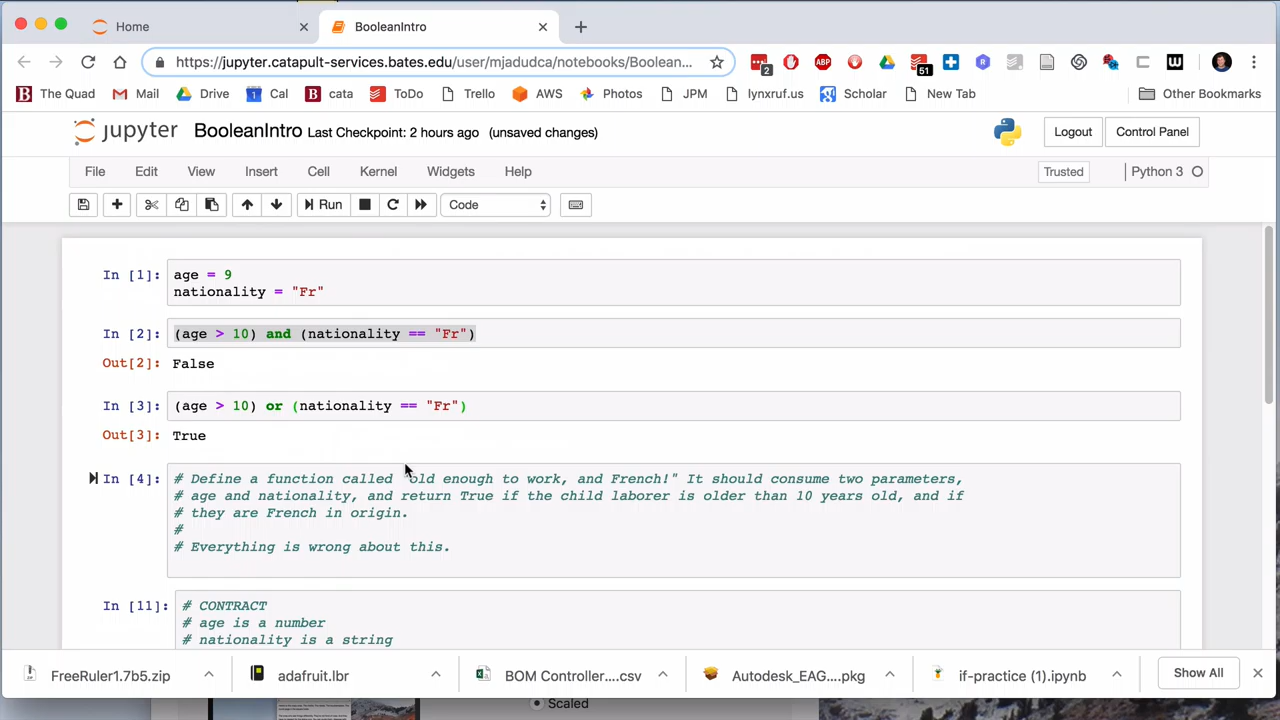 Home
BooleanIntro
https://jupyter.catapult-services.bates.edu/user/mjadudca/notebooks/Boolean...
2
ABP
51
The Quad
Mail
Drive
Cal
cata
ToDo
Trello
AWS
Photos
JPM
lynxruf.us
Scholar
New Tab
Other Bookmarks
jupyter BooleanIntro Last Checkpoint: 2 hours ago (unsaved changes)
Logout
Control Panel
File Edit View Insert Cell Kernel Widgets Help
Trusted
Python 3
Run
Code
In [1]: age = 9
nationality = "Fr"
In [2]: (age > 10) and (nationality == "Fr")
Out[2]: False
In [3]: (age > 10) or (nationality == "Fr")
Out[3]: True
In [4]: # Define a function called "old enough to work, and French!" It should consume two parameters,
# age and nationality, and return True if the child laborer is older than 10 years old, and if
# they are French in origin.
#
# Everything is wrong about this.
In [11]: # CONTRACT
# age is a number
# nationality is a string
FreeRuler1.7b5.zip
adafruit.lbr
BOM Controller....csv
Autodesk_EAG....pkg
if-practice (1).ipynb
Show All
Scaled